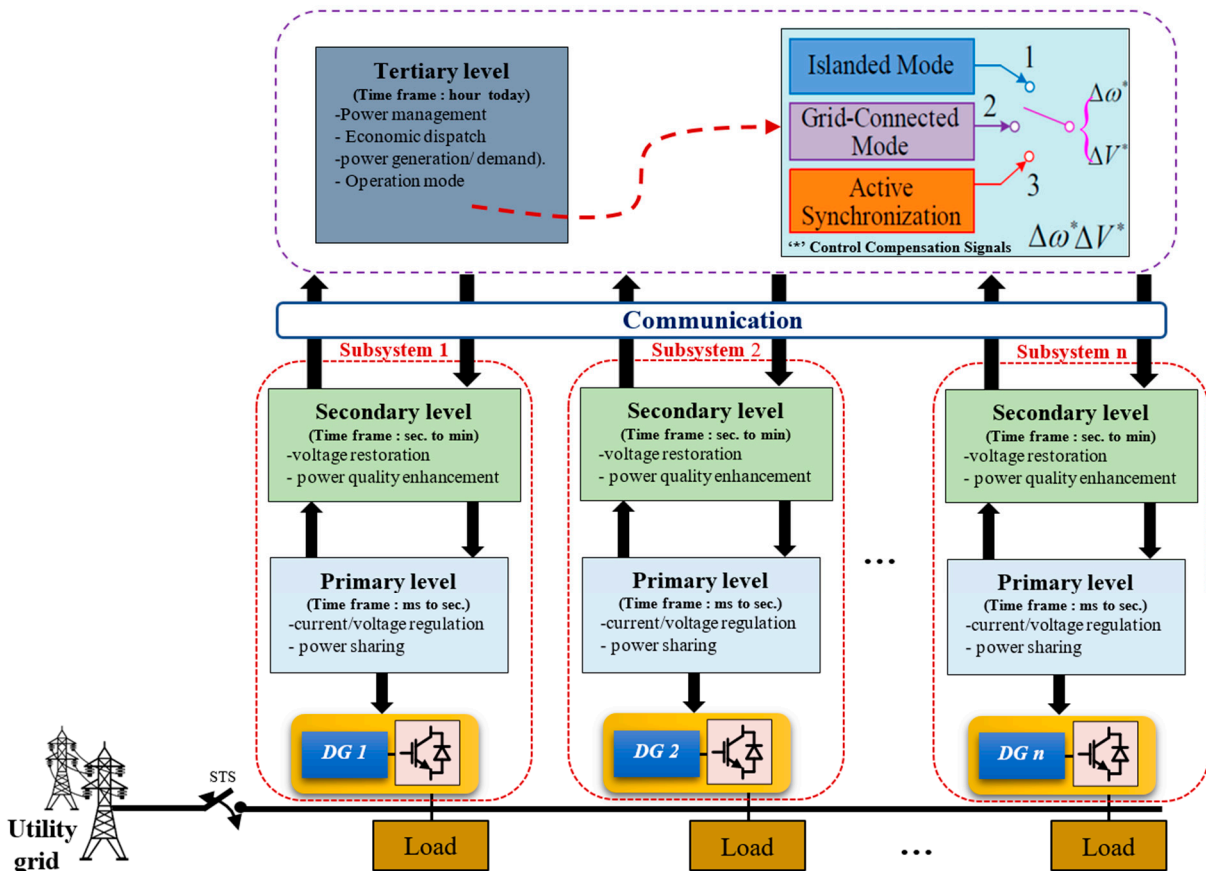 Tertiary level
(Time frame : hour today)
-Power management
- Economic dispatch
-power generation/ demand).
- Operation mode
Islanded Mode
1
Grid-Connected
Mode
2
Active
Synchronization
3
Δω*
ΔV*
'*' Control Compensation Signals
Δω*ΔV*
Communication
Subsystem 1
Subsystem 2
Subsystem n
Secondary level
(Time frame : sec. to min)
-voltage restoration
- power quality enhancement
Secondary level
(Time frame : sec. to min)
-voltage restoration
- power quality enhancement
Secondary level
(Time frame : sec. to min)
-voltage restoration
- power quality enhancement
Primary level
(Time frame : ms to sec.)
-current/voltage regulation
- power sharing
Primary level
(Time frame : ms to sec.)
-current/voltage regulation
- power sharing
Primary level
(Time frame : ms to sec.)
-current/voltage regulation
- power sharing
...
DG 1
DG 2
DG n
STS
Utility
grid
Load
Load
...
Load